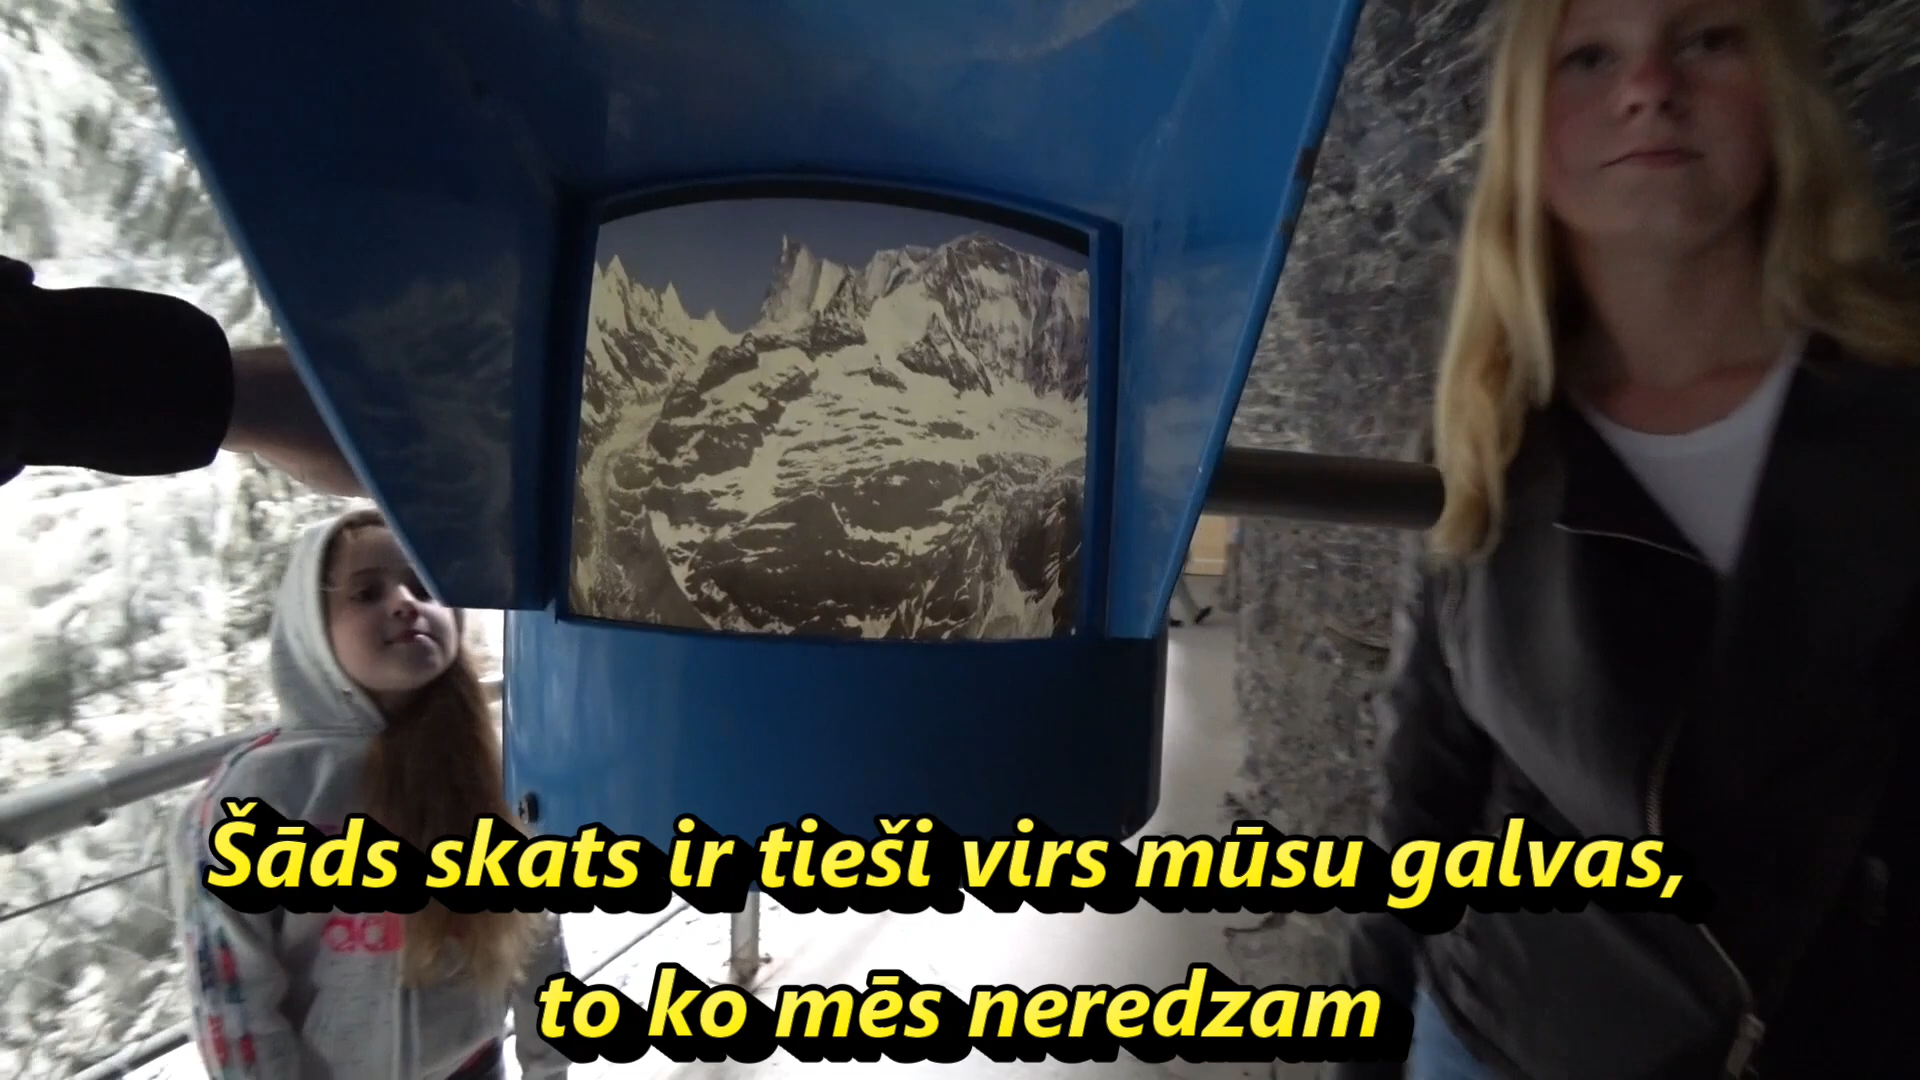 Šāds skats ir tieši virs mūsu galvas,
to ko mēs neredzam